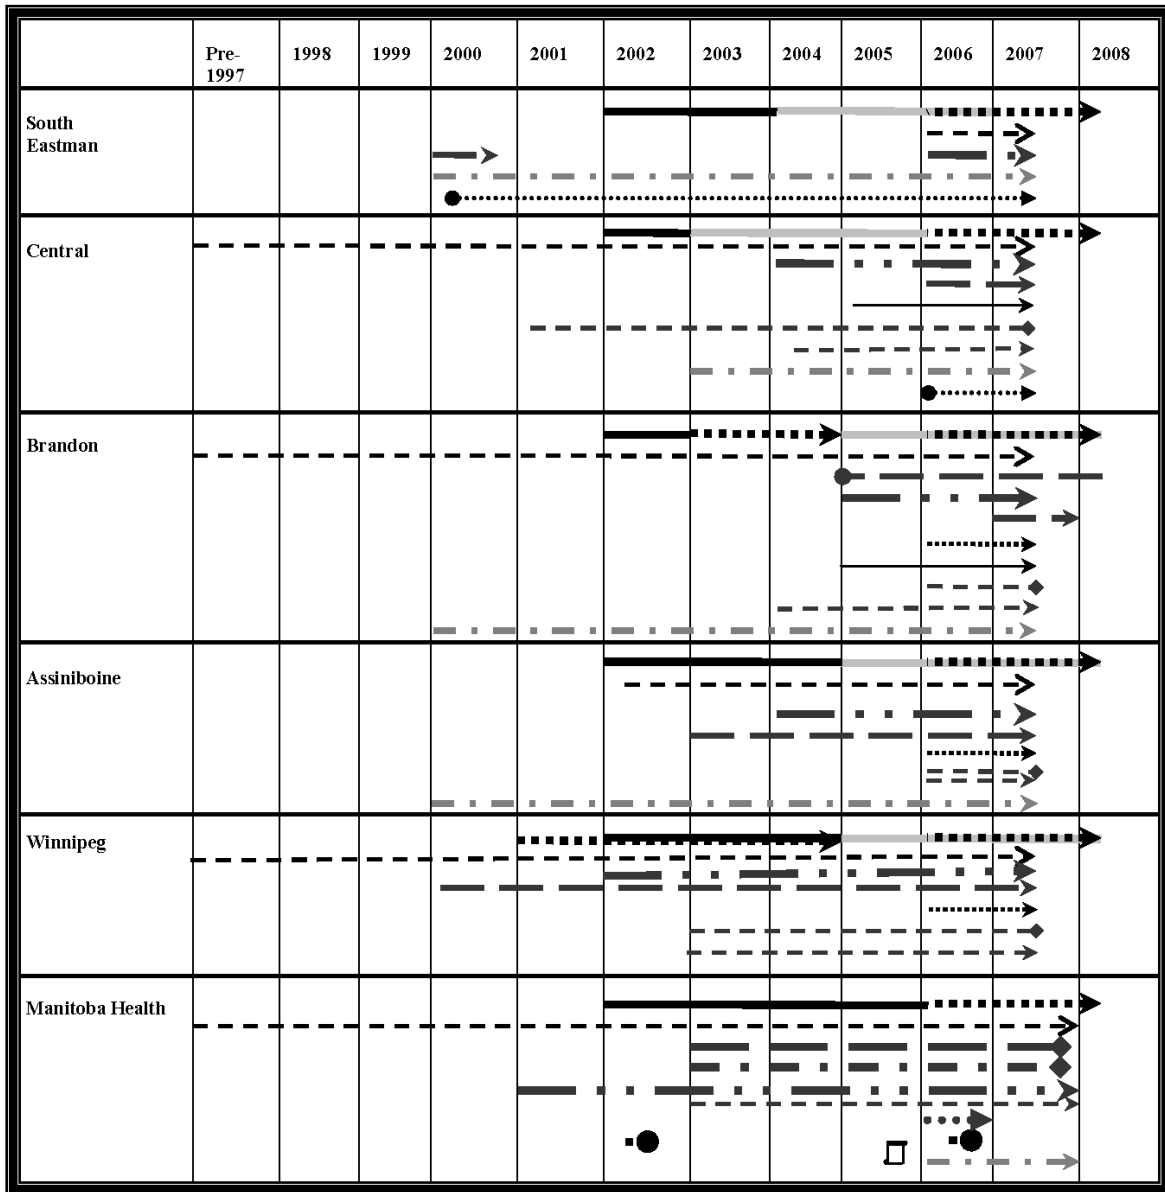 Pre- 1998 1999 2000 2001 2002 2003 2004 2005 2006 2007 2008
1997
South
Eastman
Central
Brandon
Assiniboine
Winnipeg
Manitoba Health